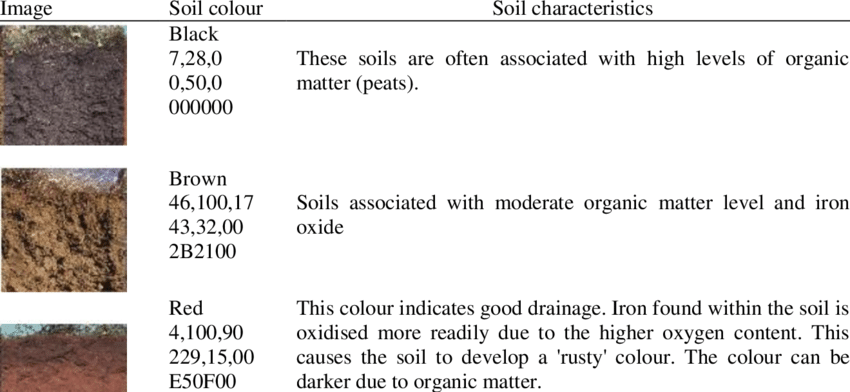 Image Soil colour Soil characteristics
Black
7,28,0
0,50,0
000000
These soils are often associated with high levels of organic
matter (peats).
Brown
46,100,17
43,32,00
2B2100
Soils associated with moderate organic matter level and iron
oxide
Red
4,100,90
229,15,00
E50F00
This colour indicates good drainage. Iron found within the soil is
oxidised more readily due to the higher oxygen content. This
causes the soil to develop a 'rusty' colour. The colour can be
darker due to organic matter.